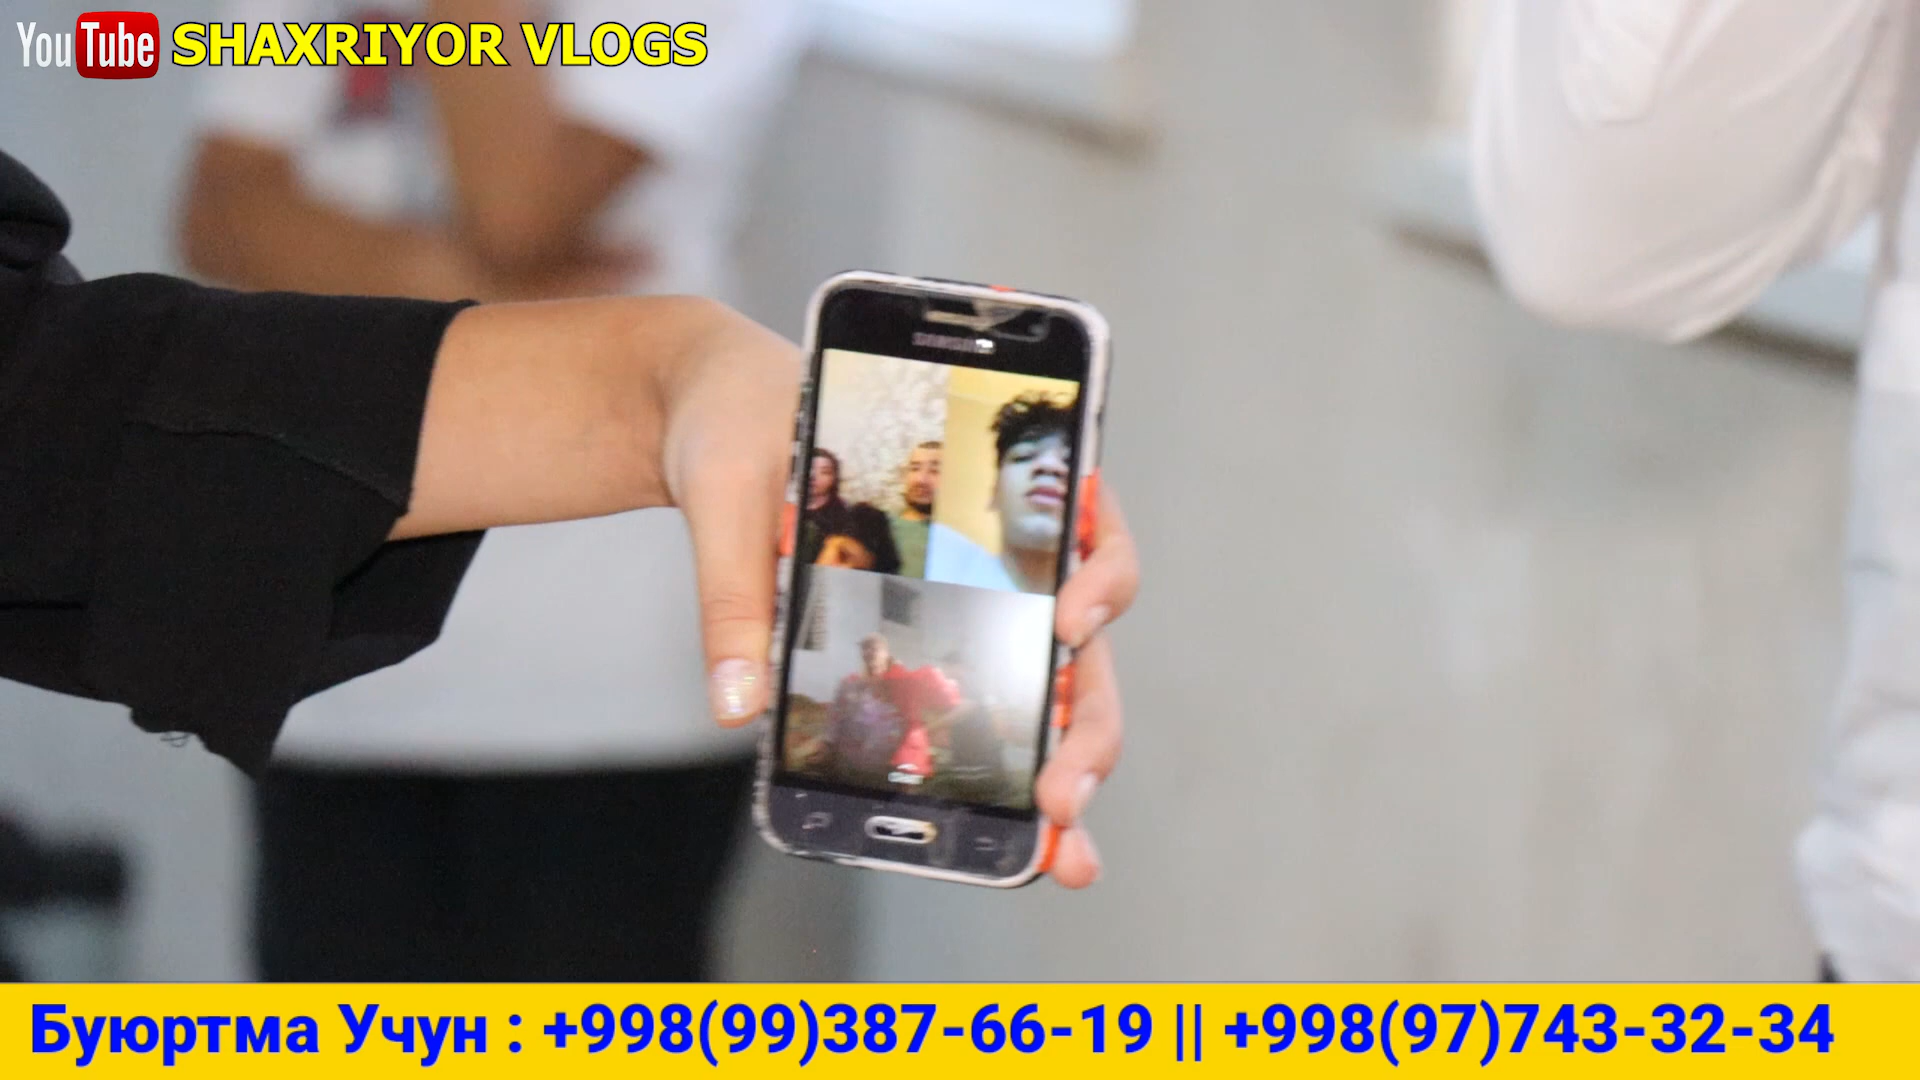 YouTube SHAXRIYOR VLOGS
SAMSUNG
Буюртма Учун : +998(99)387-66-19 || +998(97)743-32-34